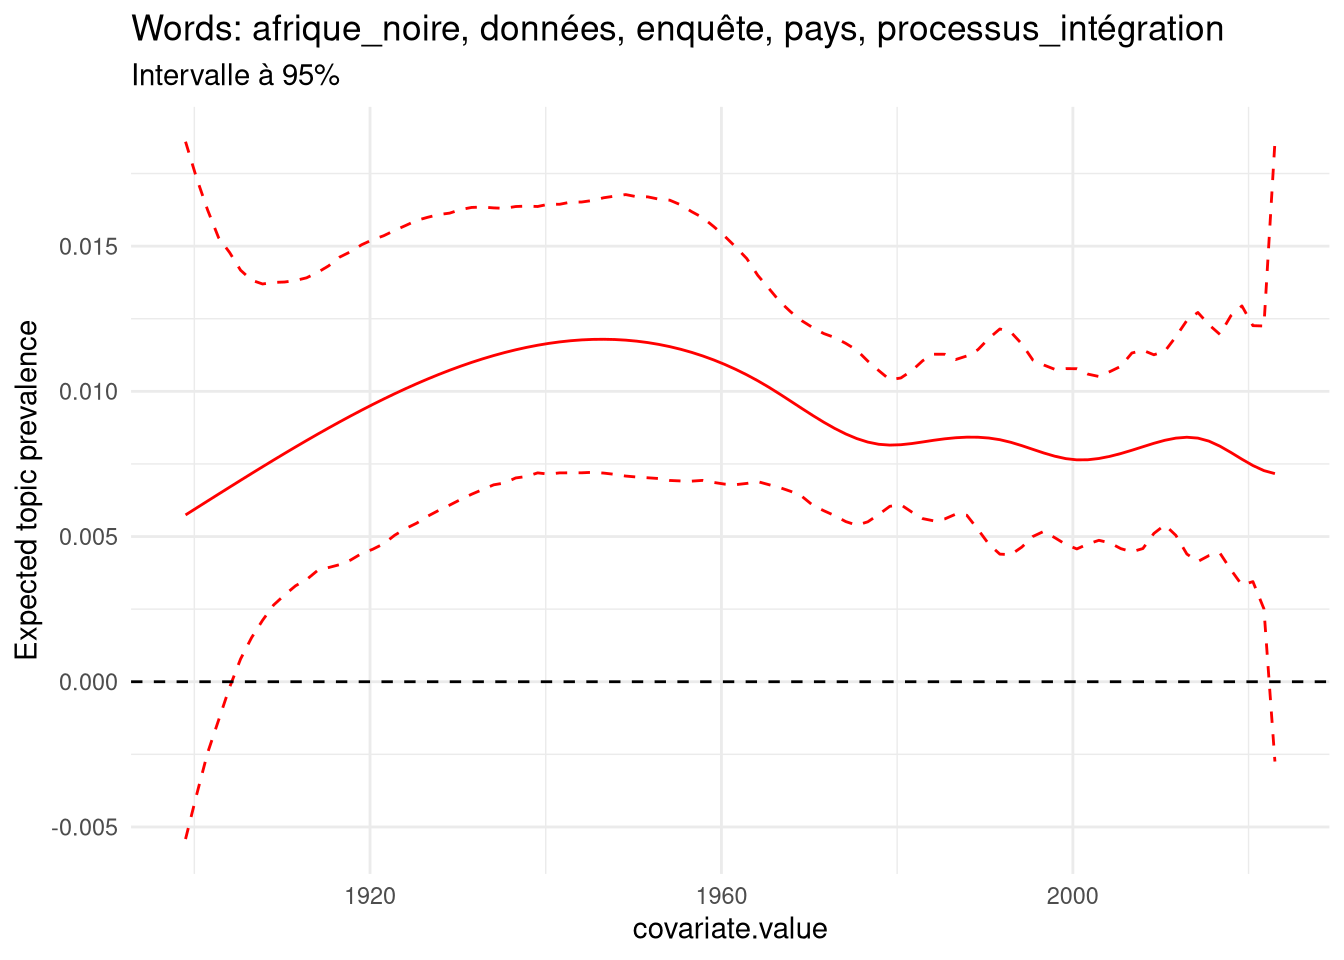 Words: afrique_noire, données, enquête, pays, processus_intégration
Intervalle à 95%
Expected topic prevalence
0.015
0.010
0.005
0.000
-0.005
1920
1960
2000
covariate.value